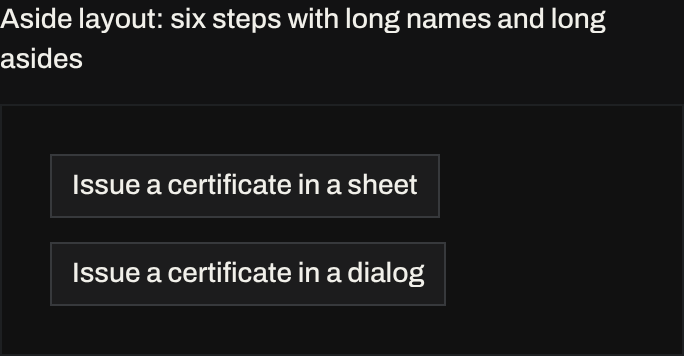 Aside layout: six steps with long names and long
asides
Issue a certificate in a sheet
Issue a certificate in a dialog